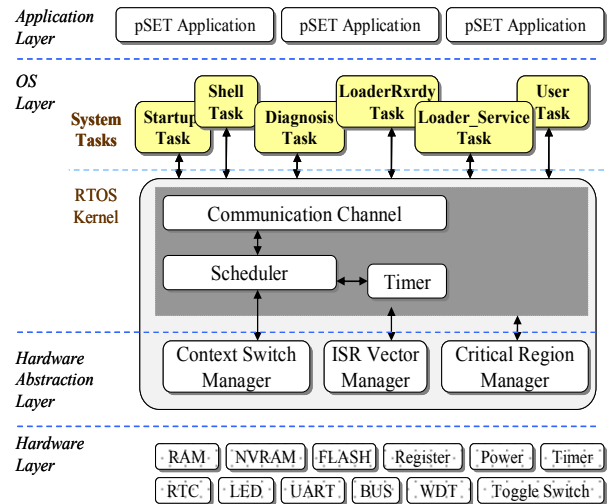 Application
Layer
pSET Application
pSET Application
pSET Application
OS
Layer
System
Tasks
Startup
Task
Shell
Task
Diagnosis
Task
LoaderRxrdy
Task
Loader_Service
Task
User
Task
RTOS
Kernel
Communication Channel
Scheduler
Timer
Hardware
Abstraction
Layer
Context Switch
Manager
ISR Vector
Manager
Critical Region
Manager
Hardware
Layer
RAM
NVRAM
FLASH
Register
Power
Timer
RTC
LED
UART
BUS
WDT
Toggle Switch